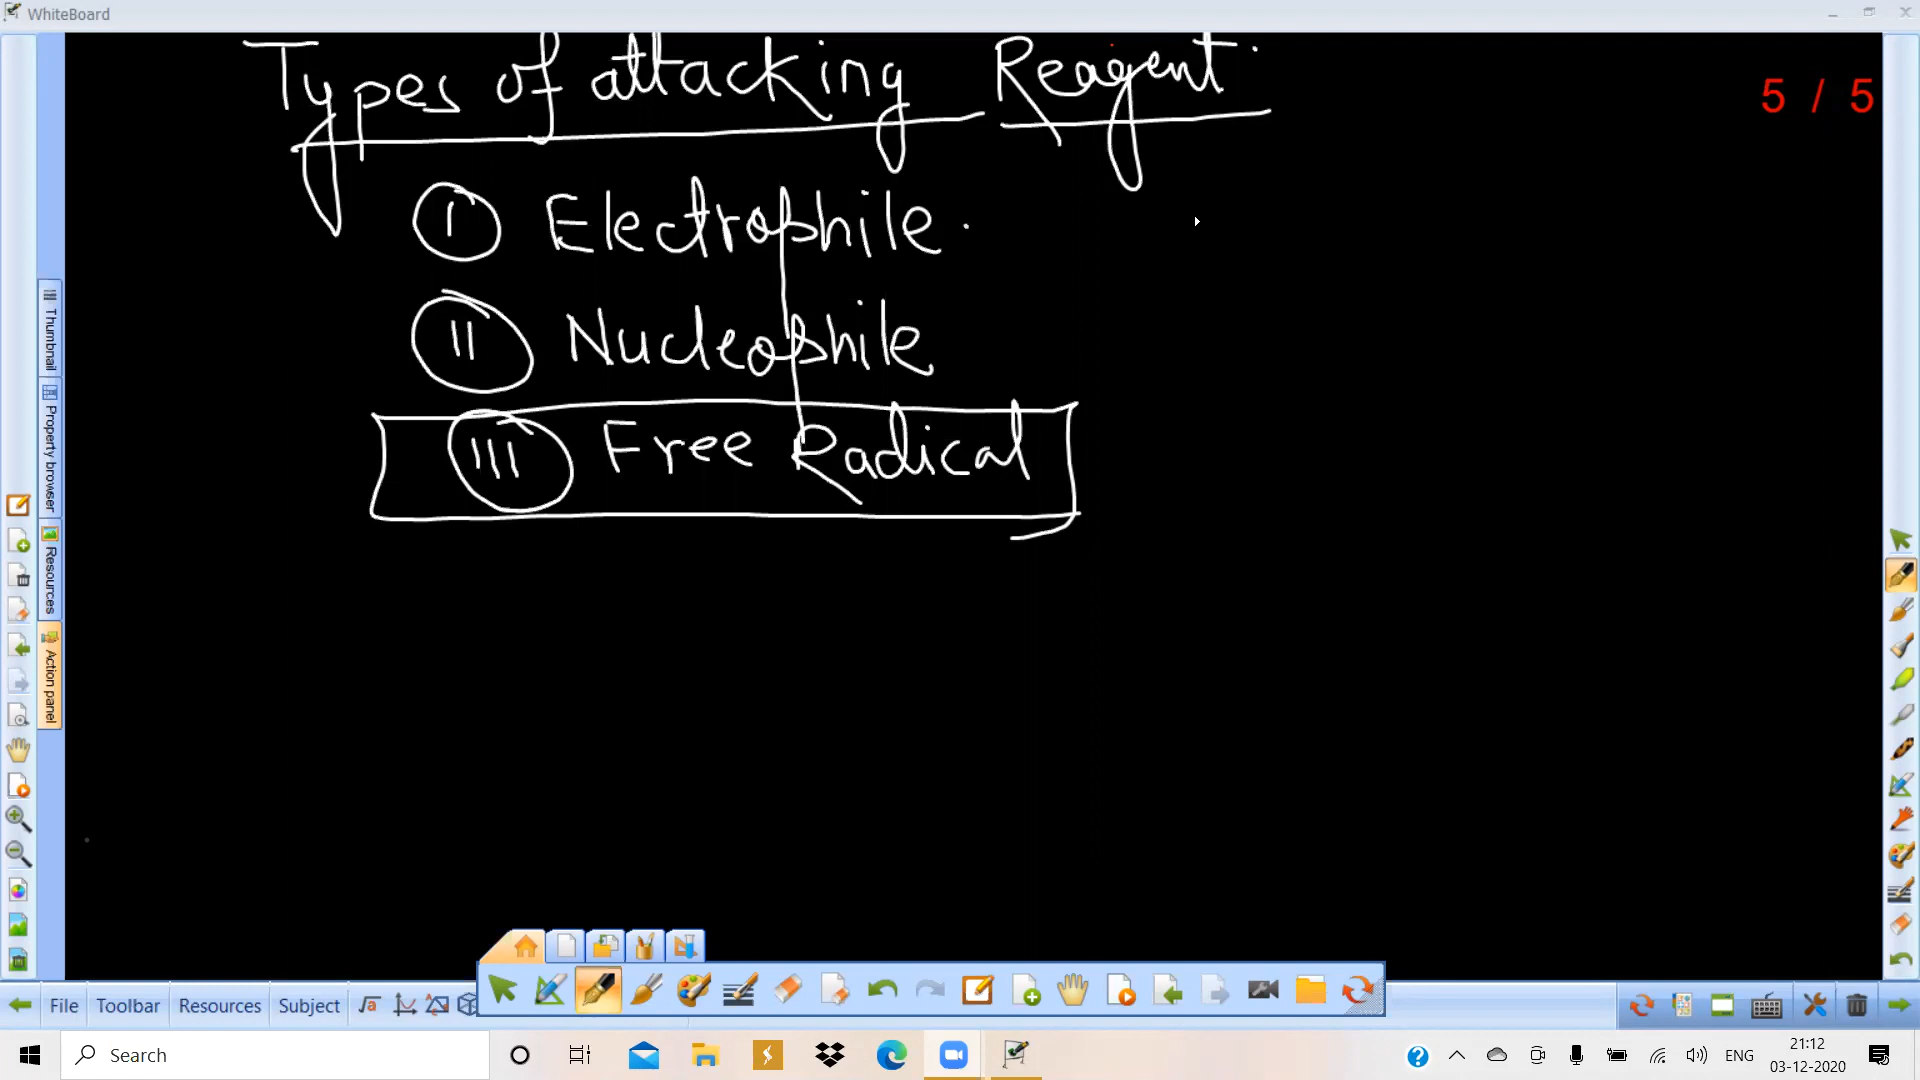 WhiteBoard
Types of attacking Reagent.
5 / 5
I Electrophile.
II Nucleophile
III Free Radical
Thumbnail
Property browser
Resources
Action panel
File Toolbar Resources Subject
Search
ENG
21:12
03-12-2020